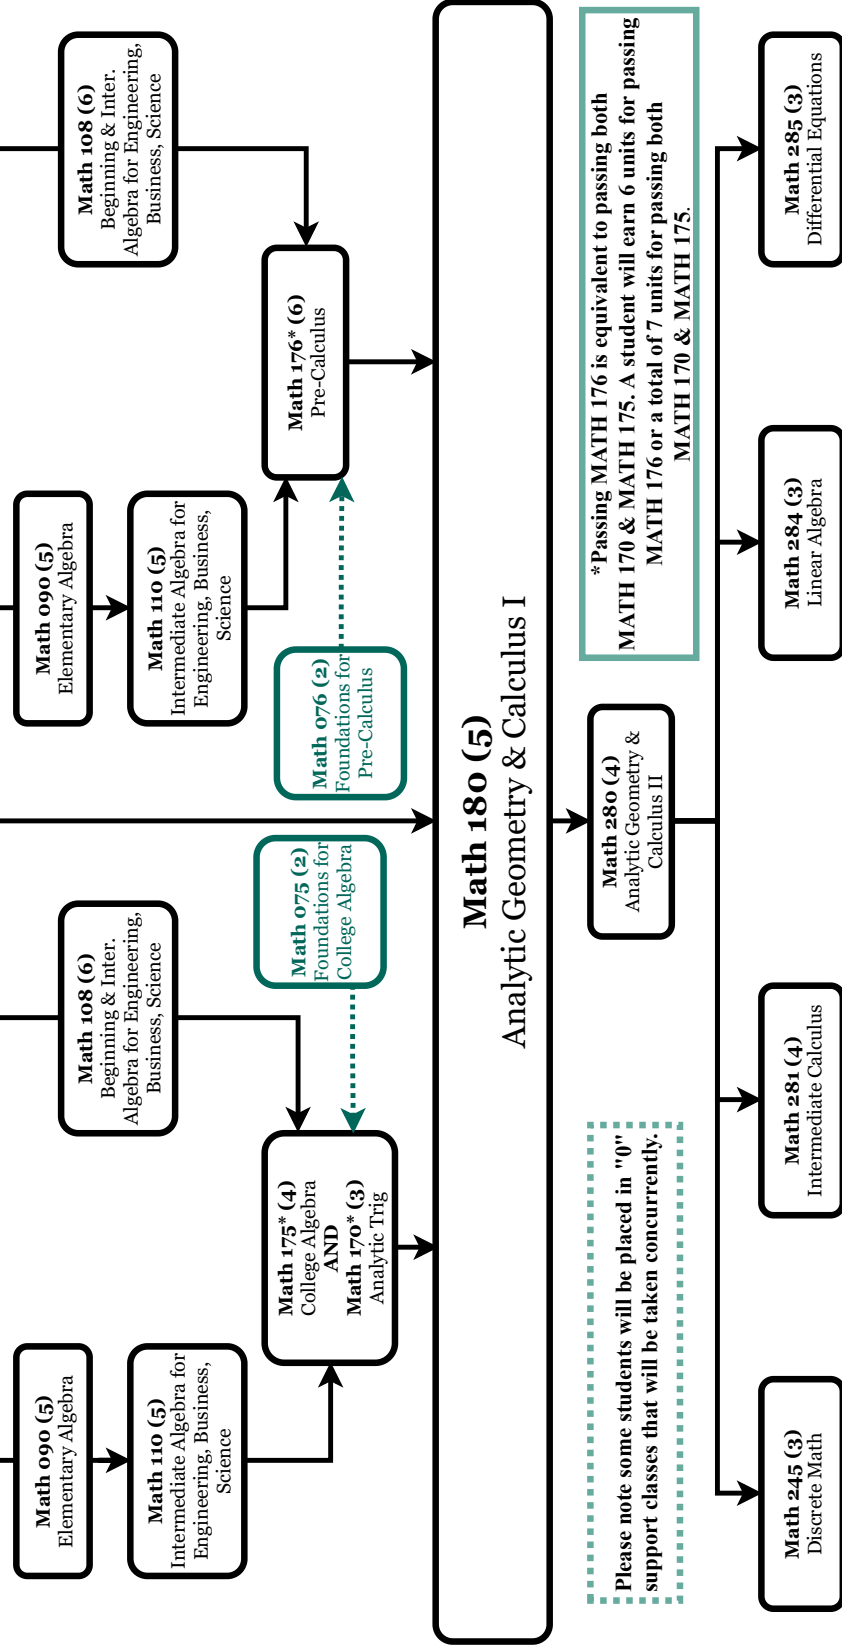 Math 090 (5)
Elementary Algebra
Math 110 (5)
Intermediate Algebra for
Engineering, Business,
Science
Math 108 (6)
Beginning & Inter.
Algebra for Engineering,
Business, Science
Math 090 (5)
Elementary Algebra
Math 110 (5)
Intermediate Algebra for
Engineering, Business,
Science
Math 108 (6)
Beginning & Inter.
Algebra for Engineering,
Business, Science
Math 175* (4)
College Algebra
AND
Math 170* (3)
Analytic Trig
Math 075 (2)
Foundations for
College Algebra
Math 076 (2)
Foundations for
Pre-Calculus
Math 176* (6)
Pre-Calculus
Math 180 (5)
Analytic Geometry & Calculus I
Please note some students will be placed in "0"
support classes that will be taken concurrently.
Math 280 (4)
Analytic Geometry &
Calculus II
*Passing MATH 176 is equivalent to passing both
MATH 170 & MATH 175. A student will earn 6 units for passing
MATH 176 or a total of 7 units for passing both
MATH 170 & MATH 175.
Math 245 (3)
Discrete Math
Math 281 (4)
Intermediate Calculus
Math 284 (3)
Linear Algebra
Math 285 (3)
Differential Equations